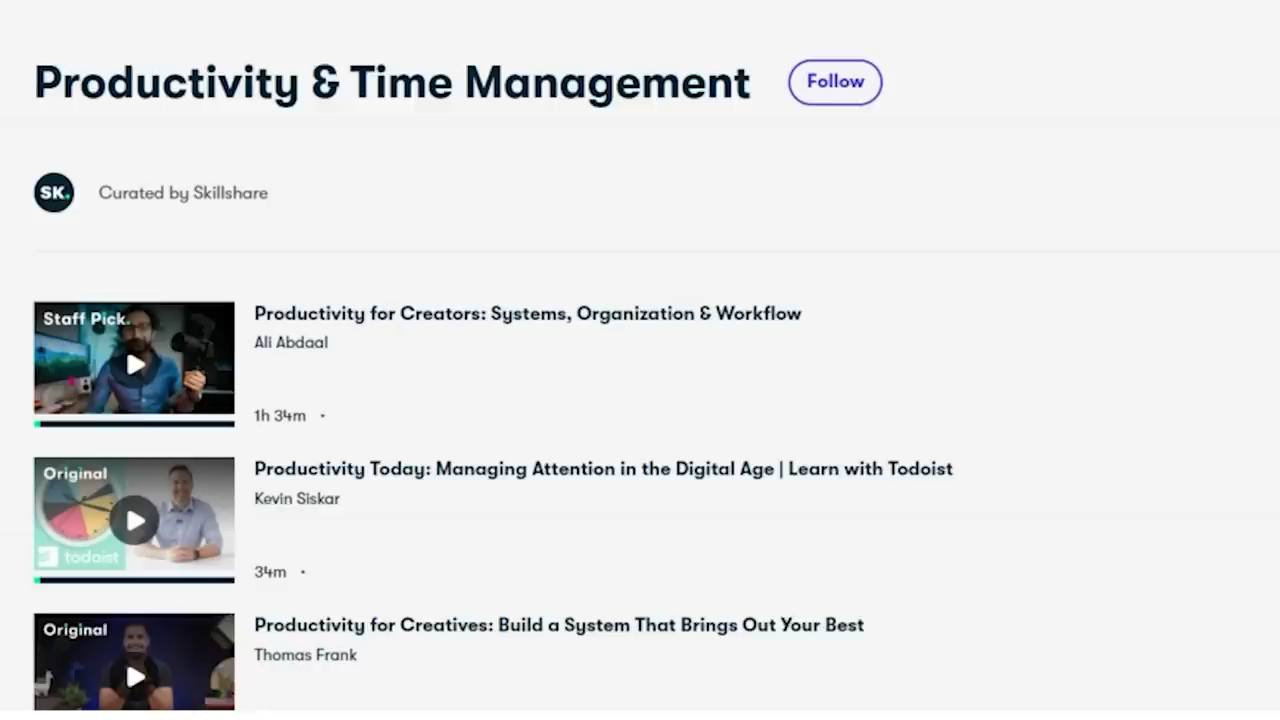 Productivity & Time Management
Follow
SK.
Curated by Skillshare
Staff Pick.
Productivity for Creators: Systems, Organization & Workflow
Ali Abdaal
1h 34m
Original
todoist
Productivity Today: Managing Attention in the Digital Age | Learn with Todoist
Kevin Siskar
34m
Original
Productivity for Creatives: Build a System That Brings Out Your Best
Thomas Frank